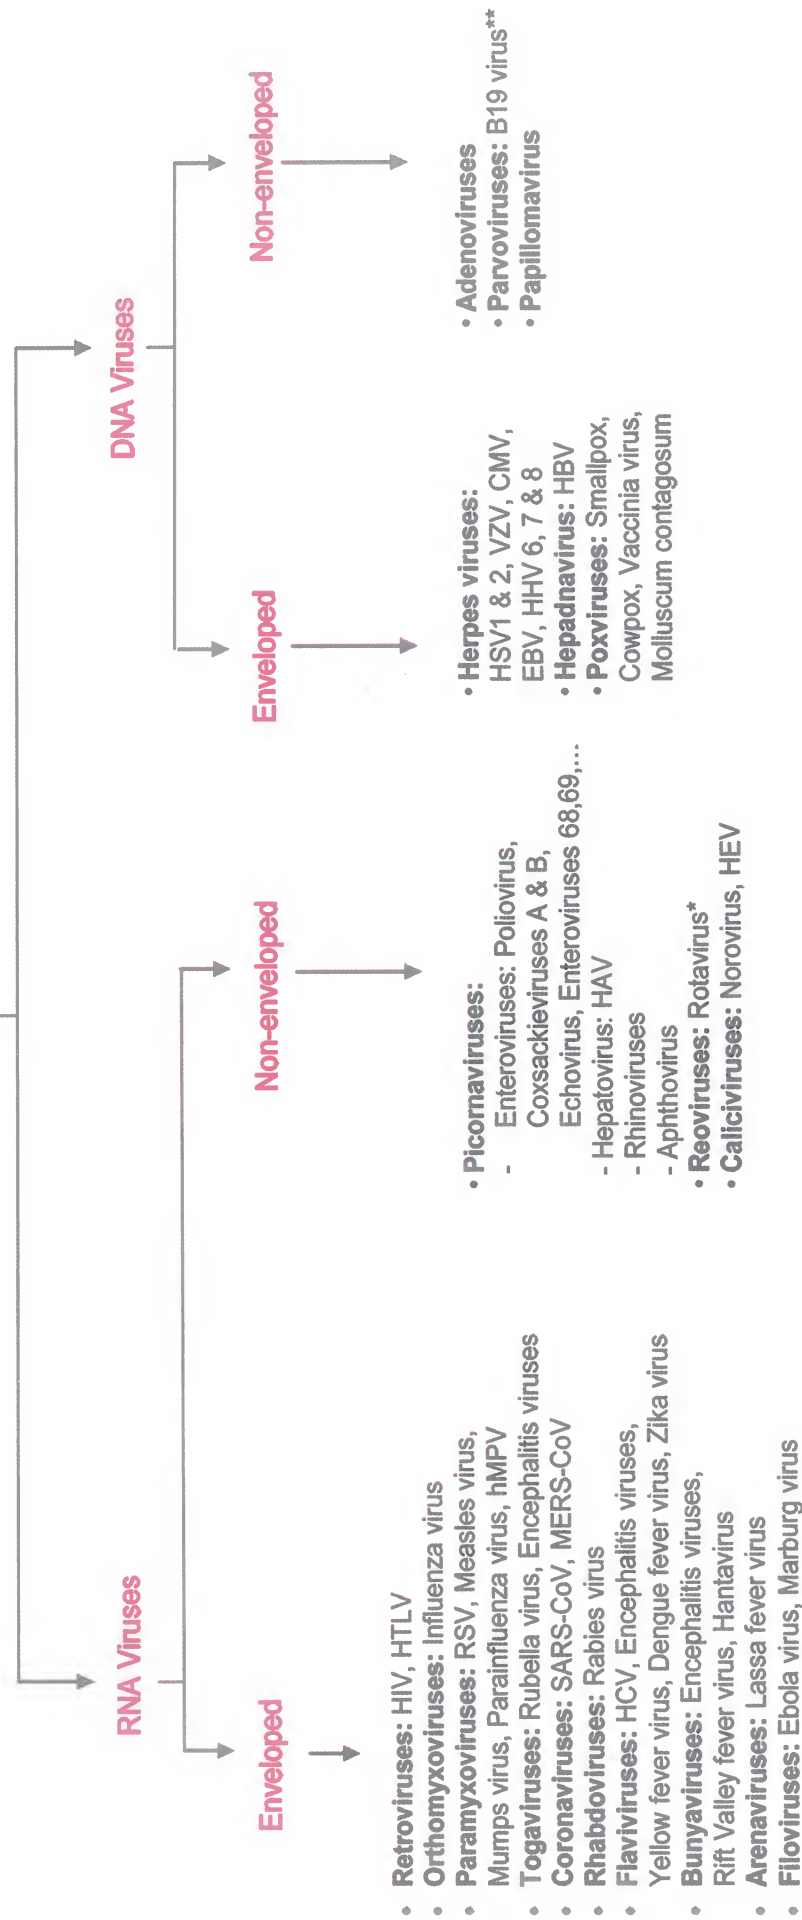 RNA Viruses
DNA Viruses
Enveloped
Non-enveloped
Enveloped
Non-enveloped
• Retroviruses: HIV, HTLV
• Orthomyxoviruses: Influenza virus
• Paramyxoviruses: RSV, Measles virus,
Mumps virus, Parainfluenza virus, hMPV
• Togaviruses: Rubella virus, Encephalitis viruses
• Coronaviruses: SARS-CoV, MERS-CoV
• Rhabdoviruses: Rabies virus
• Flaviviruses: HCV, Encephalitis viruses,
Yellow fever virus, Dengue fever virus, Zika virus
• Bunyaviruses: Encephalitis viruses,
Rift Valley fever virus, Hantavirus
• Arenaviruses: Lassa fever virus
• Filoviruses: Ebola virus, Marburg virus
• Picornaviruses:
- Enteroviruses: Poliovirus,
Coxsackieviruses A & B,
Echovirus, Enteroviruses 68,69,...
- Hepatovirus: HAV
- Rhinoviruses
- Aphthovirus
• Reoviruses: Rotavirus*
• Caliciviruses: Norovirus, HEV
• Herpes viruses:
HSV1 & 2, VZV, CMV,
EBV, HHV 6, 7 & 8
• Hepadnavirus: HBV
• Poxviruses: Smallpox,
Cowpox, Vaccinia virus,
Molluscum contagosum
• Adenoviruses
• Parvoviruses: B19 virus**
• Papillomavirus